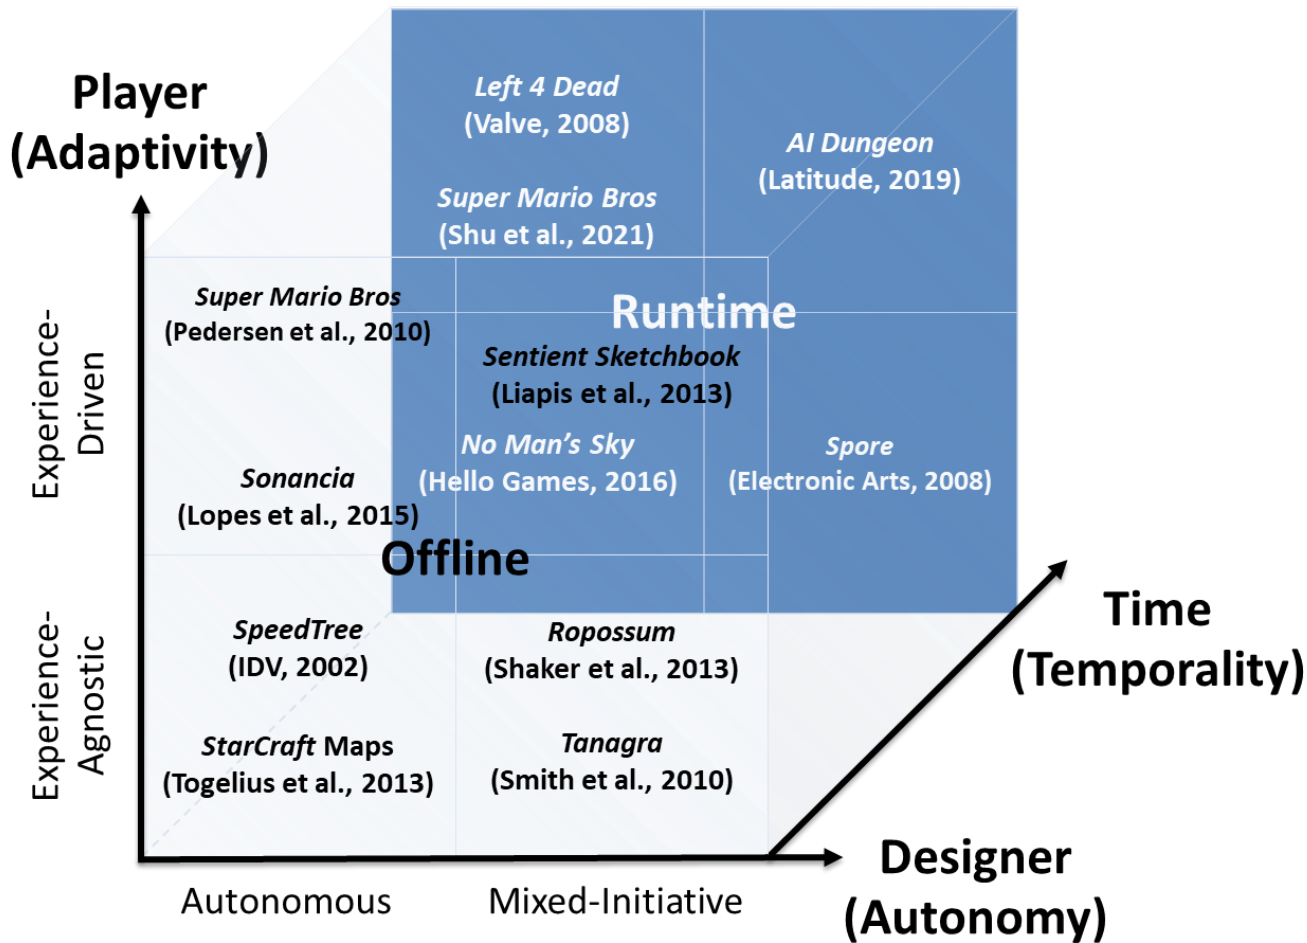 Player
(Adaptivity)
Left 4 Dead
(Valve, 2008)
AI Dungeon
(Latitude, 2019)
Super Mario Bros
(Shu et al., 2021)
Super Mario Bros
(Pedersen et al., 2010)
Runtime
Sentient Sketchbook
(Liapis et al., 2013)
No Man's Sky
(Hello Games, 2016)
Spore
(Electronic Arts, 2008)
Sonancia
(Lopes et al., 2015)
Offline
Experience-
Driven
Experience-
Agnostic
SpeedTree
(IDV, 2002)
Ropossum
(Shaker et al., 2013)
StarCraft Maps
(Togelius et al., 2013)
Tanagra
(Smith et al., 2010)
Time
(Temporality)
Designer
(Autonomy)
Autonomous
Mixed-Initiative